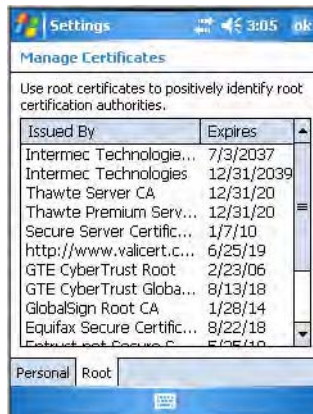 Settings 3:05 ok
Manage Certificates
Use root certificates to positively identify root
certification authorities.
Issued By Expires
Intermec Technologie... 7/3/2037
Intermec Technologies 12/31/2039
Thawte Server CA 12/31/20
Thawte Premium Serv... 12/31/20
Secure Server Certific... 1/7/10
http://www.valicert.c... 6/25/19
GTE CyberTrust Root 2/23/06
GTE CyberTrust Globa... 8/13/18
GlobalSign Root CA 1/28/14
Equifax Secure Certific... 8/22/18
Personal Root